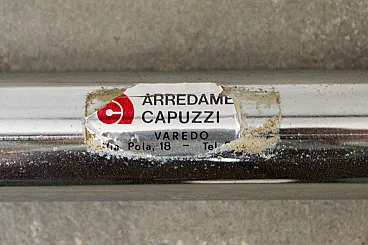 ARREDAME
CAPUZZI
VAREDO
Pola, 18 - Tel